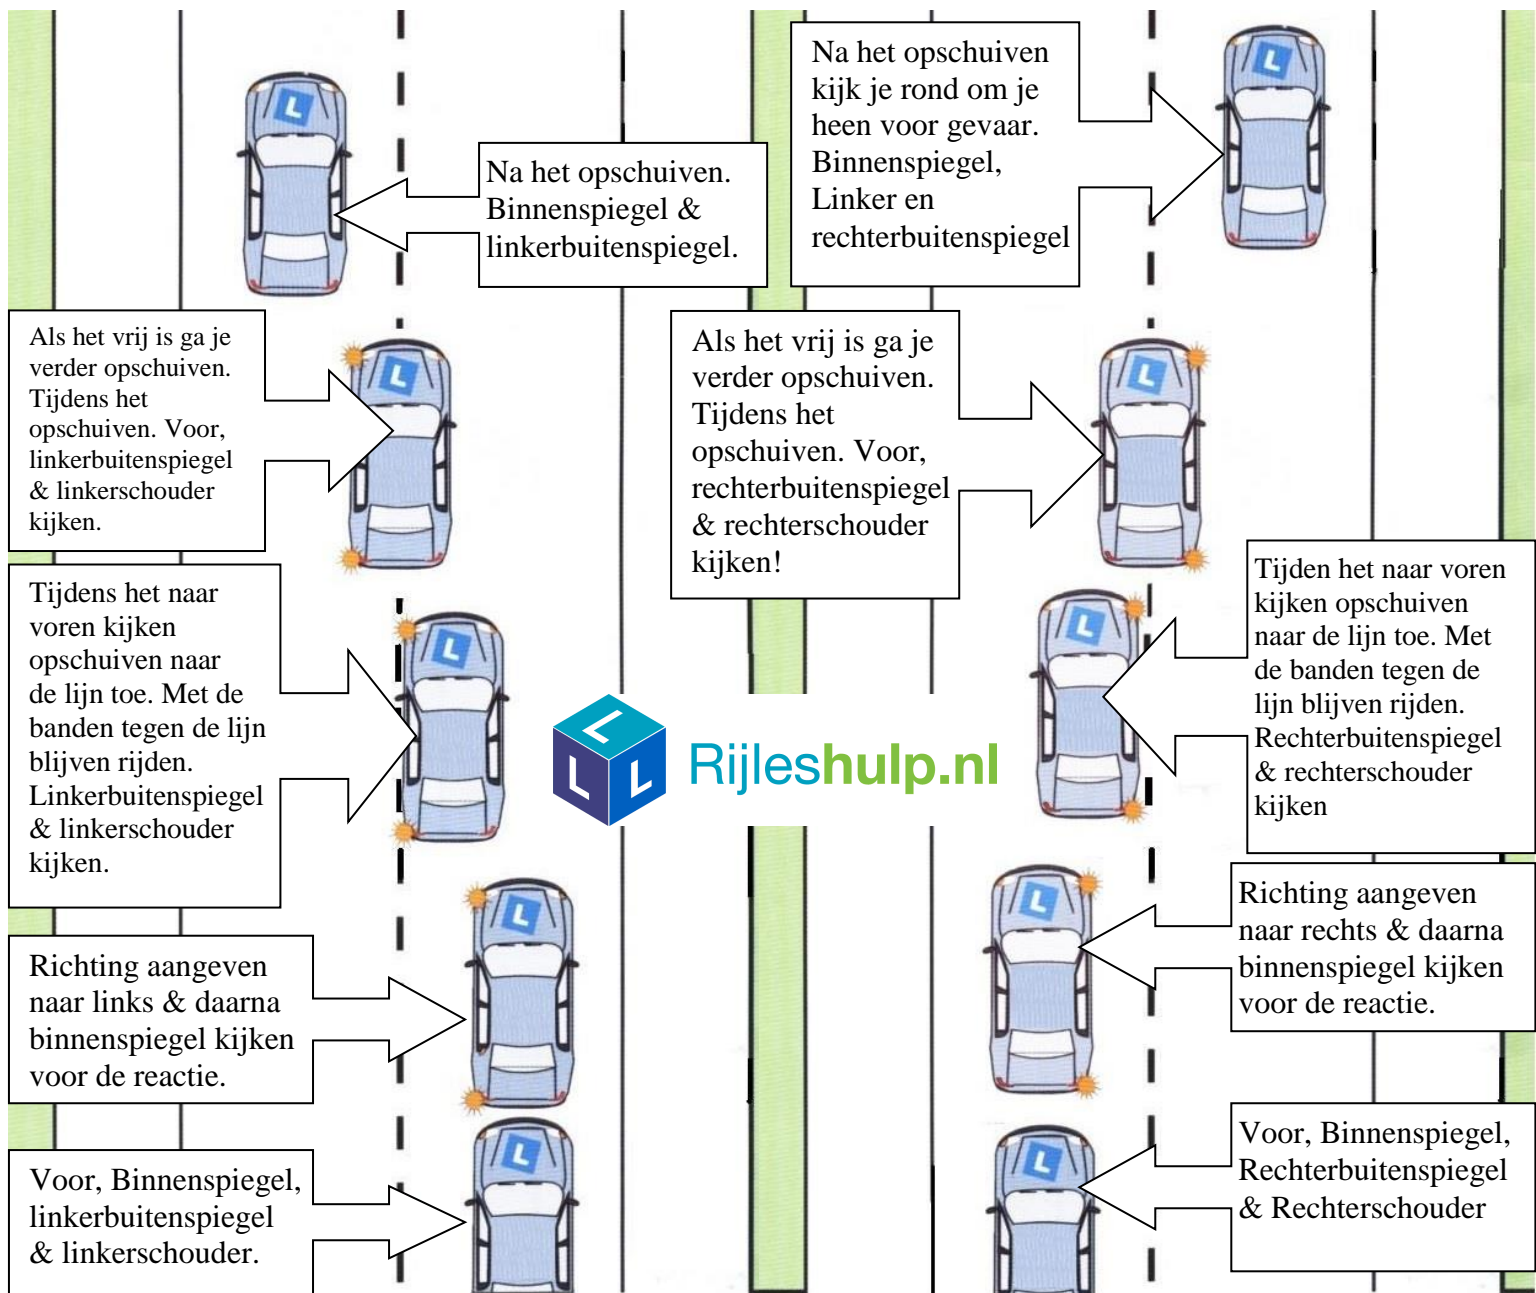 Na het opschuiven.
Binnenspiegel &
linkerbuitenspiegel.
Als het vrij is ga je
verder opschuiven.
Tijdens het
opschuiven. Voor,
linkerbuitenspiegel
& linkerschouder
kijken.
Tijdens het naar
voren kijken
opschuiven naar
de lijn toe. Met de
banden tegen de lijn
blijven rijden.
Linkerbuitenspiegel
& linkerschouder
kijken.
Richting aangeven
naar links & daarna
binnenspiegel kijken
voor de reactie.
Voor, Binnenspiegel,
linkerbuitenspiegel
& linkerschouder.
L
L
L
L
L
L
L
L
Rijleshulp.nl
Na het opschuiven
kijk je rond om je
heen voor gevaar.
Binnenspiegel,
Linker en
rechterbuitenspiegel
Als het vrij is ga je
verder opschuiven.
Tijdens het
opschuiven. Voor,
rechterbuitenspiegel
& rechterschouder
kijken!
Tijden het naar voren
kijken opschuiven
naar de lijn toe. Met
de banden tegen de
lijn blijven rijden.
Rechterbuitenspiegel
& rechterschouder
kijken
Richting aangeven
naar rechts & daarna
binnenspiegel kijken
voor de reactie.
Voor, Binnenspiegel,
Rechterbuitenspiegel
& Rechterschouder
L
L
L
L
L